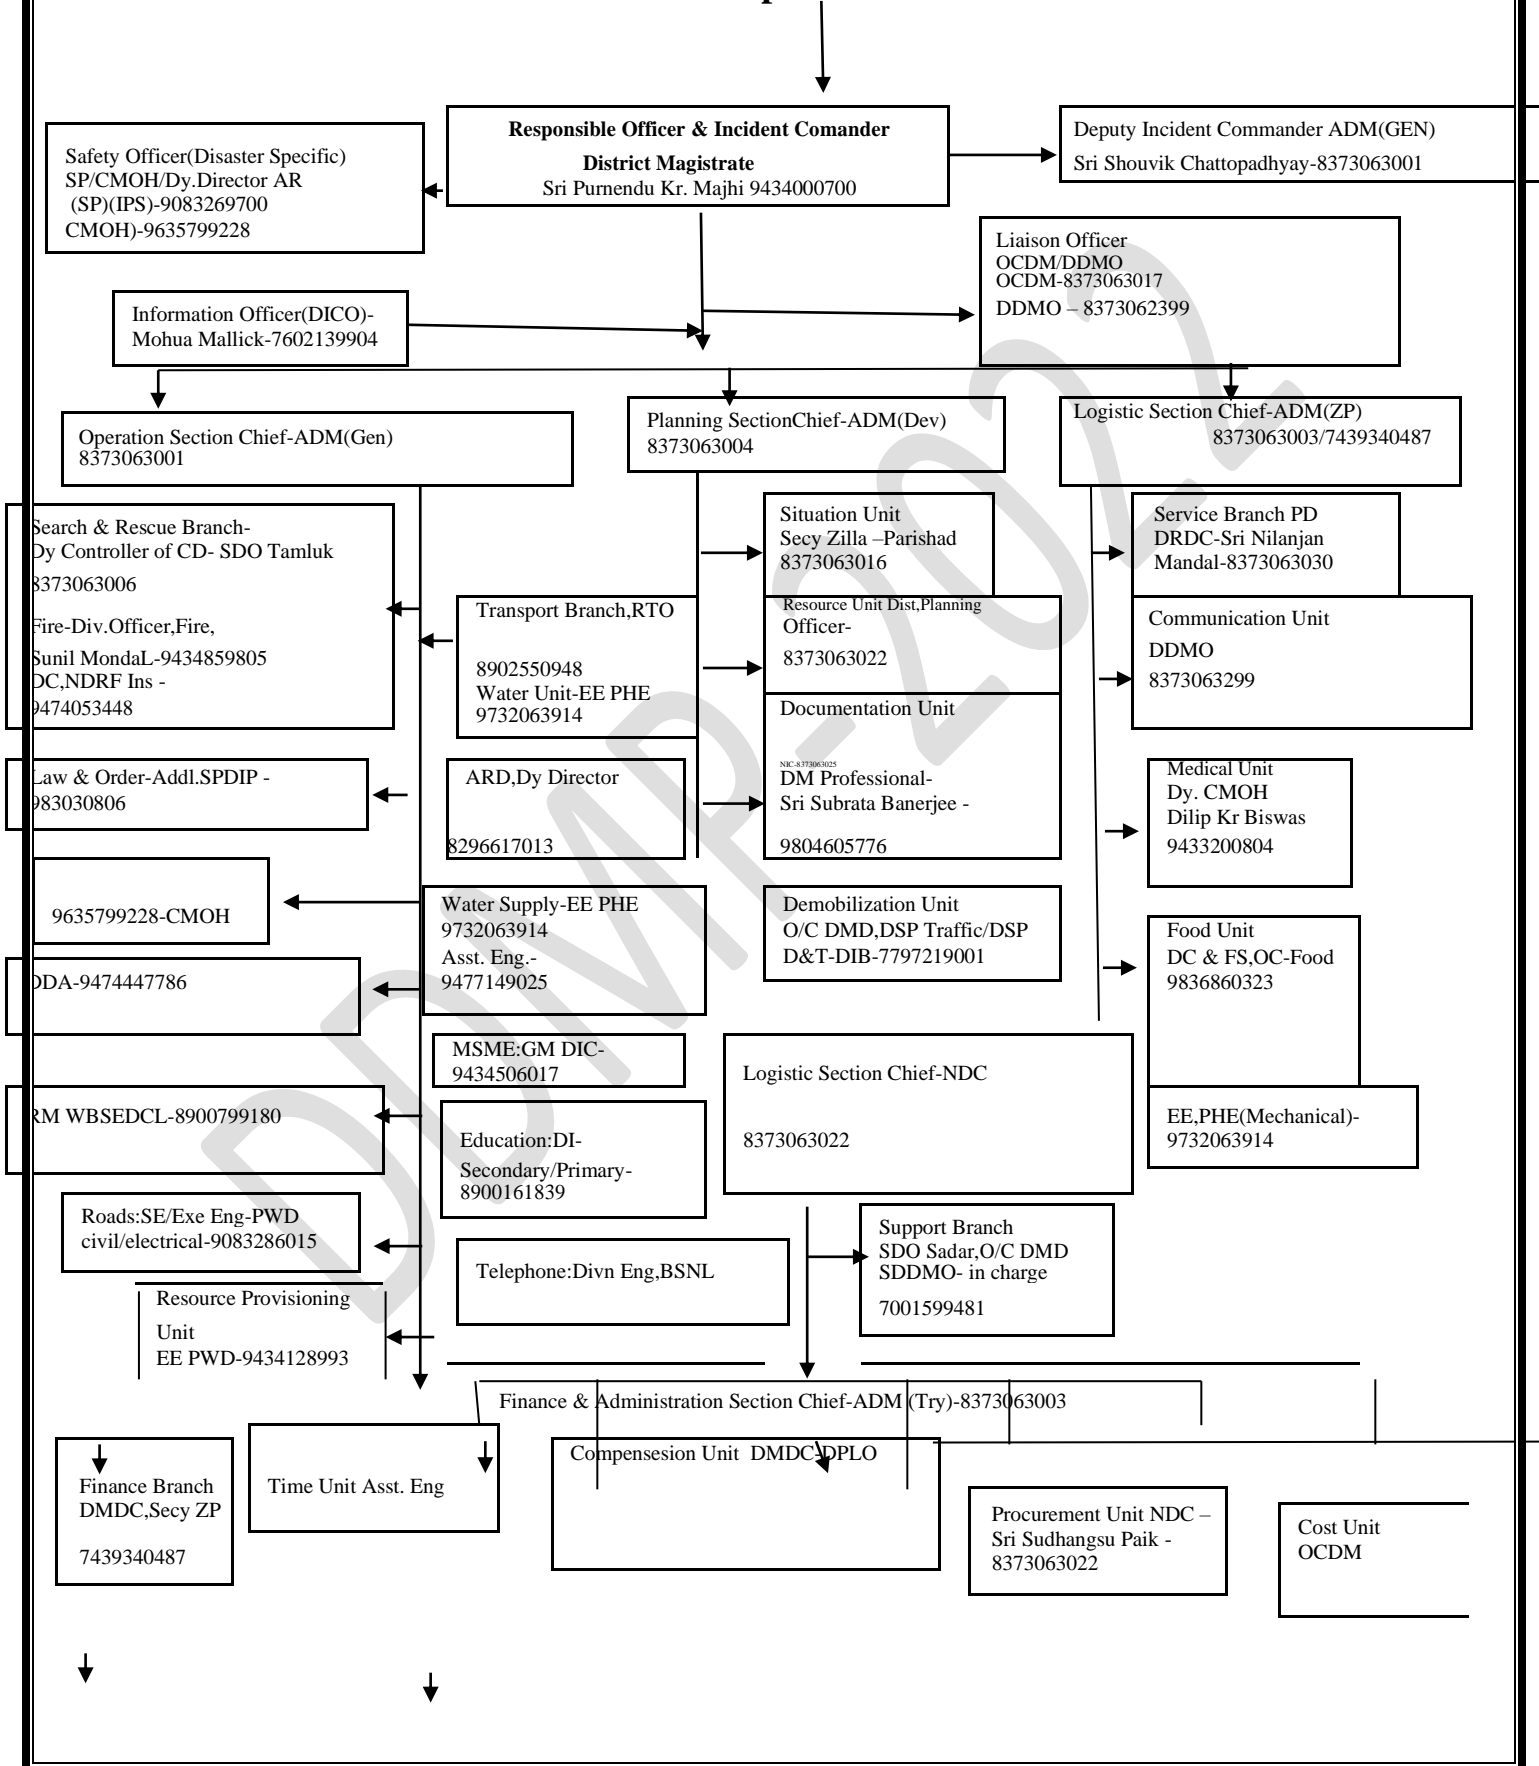 Responsible Officer & Incident Comander
District Magistrate
Sri Purnendu Kr. Majhi 9434000700
Deputy Incident Commander ADM(GEN)
Sri Shouvik Chattopadhyay-8373063001
Safety Officer(Disaster Specific)
SP/CMOH/Dy.Director AR
(SP)(IPS)-9083269700
CMOH)-9635799228
Liaison Officer
OCDM/DDMO
OCDM-8373063017
DDMO – 8373062399
Information Officer(DICO)-
Mohua Mallick-7602139904
Operation Section Chief-ADM(Gen)
8373063001
Planning SectionChief-ADM(Dev)
8373063004
Logistic Section Chief-ADM(ZP)
8373063003/7439340487
Search & Rescue Branch-
Dy Controller of CD- SDO Tamluk
8373063006
Fire-Div.Officer,Fire,
Sunil MondaL-9434859805
DC,NDRF Ins -
9474053448
Transport Branch,RTO
8902550948
Water Unit-EE PHE
9732063914
Situation Unit
Secy Zilla –Parishad
8373063016
Resource Unit Dist,Planning
Officer-
8373063022
Documentation Unit
NIC-8373063025
DM Professional-
Sri Subrata Banerjee -
9804605776
Service Branch PD
DRDC-Sri Nilanjan
Mandal-8373063030
Communication Unit
DDMO
8373063299
Law & Order-Addl.SPDIP -
983030806
ARD,Dy Director
8296617013
Medical Unit
Dy. CMOH
Dilip Kr Biswas
9433200804
9635799228-CMOH
Water Supply-EE PHE
9732063914
Asst. Eng.-
9477149025
Demobilization Unit
O/C DMD,DSP Traffic/DSP
D&T-DIB-7797219001
Food Unit
DC & FS,OC-Food
9836860323
DDA-9474447786
MSME:GM DIC-
9434506017
Logistic Section Chief-NDC
8373063022
RM WBSEDCL-8900799180
EE,PHE(Mechanical)-
9732063914
Education:DI-
Secondary/Primary-
8900161839
Roads:SE/Exe Eng-PWD
civil/electrical-9083286015
Telephone:Divn Eng,BSNL
Support Branch
SDO Sadar,O/C DMD
SDDMO- in charge
7001599481
Resource Provisioning
Unit
EE PWD-9434128993
Finance & Administration Section Chief-ADM (Try)-8373063003
Finance Branch
DMDC,Secy ZP
7439340487
Time Unit Asst. Eng
Compensesion Unit DMDC-DPLO
Procurement Unit NDC –
Sri Sudhangsu Paik -
8373063022
Cost Unit
OCDM
DDMP-2022